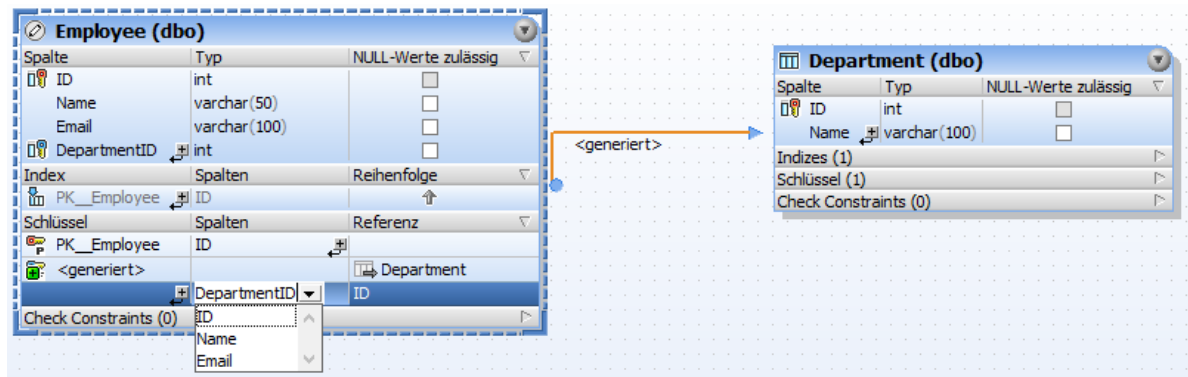 Employee (dbo)
Spalte Typ NULL-Werte zulässig
ID int
Name varchar(50)
Email varchar(100)
DepartmentID int
Index Spalten Reihenfolge
PK__Employee ID
Schlüssel Spalten Referenz
PK__Employee ID
<generiert> Department
DepartmentID ID
Check Constraints (0)
ID
Name
Email
<generiert>
Department (dbo)
Spalte Typ NULL-Werte zulässig
ID int
Name varchar(100)
Indizes (1)
Schlüssel (1)
Check Constraints (0)